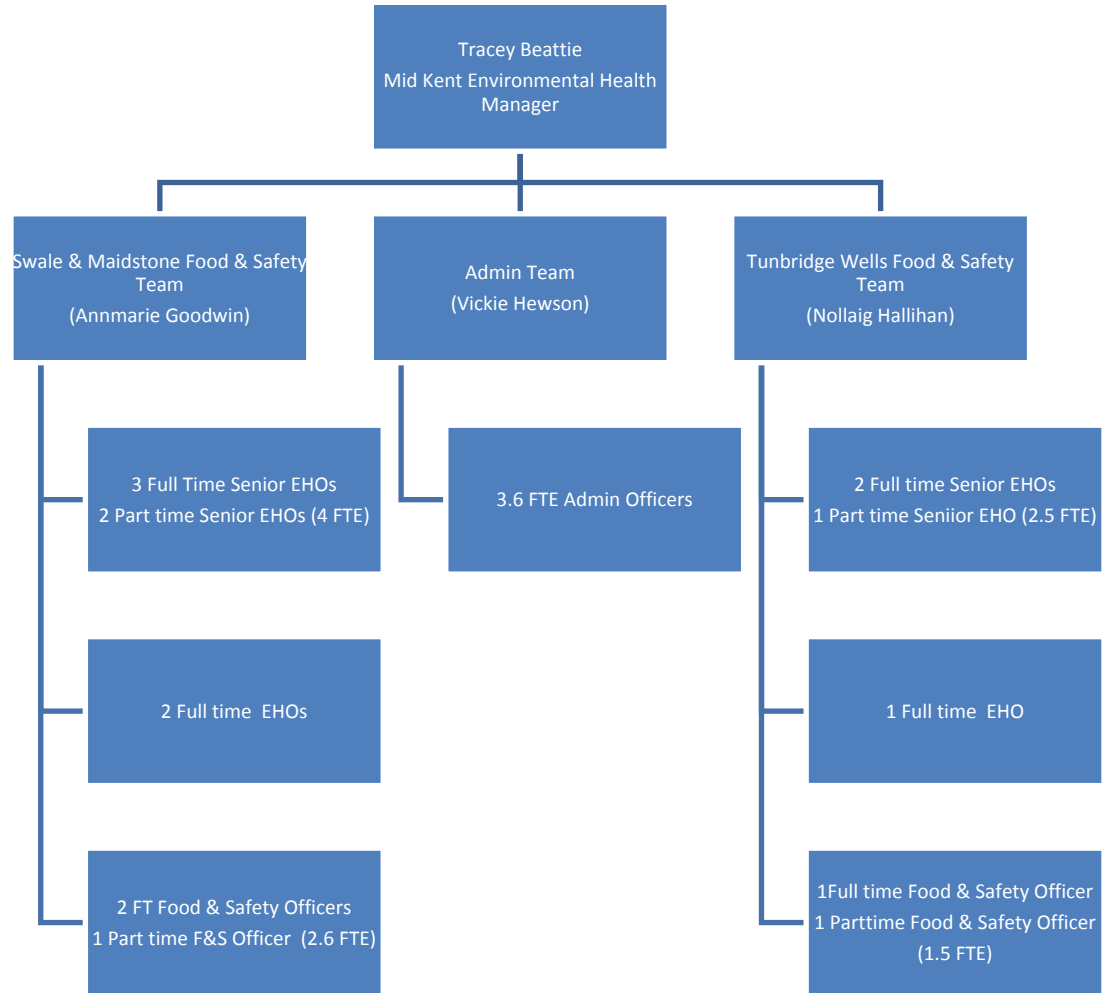 Tracey Beattie
Mid Kent Environmental Health
Manager
Swale & Maidstone Food & Safety
Team
(Annmarie Goodwin)
Admin Team
(Vickie Hewson)
Tunbridge Wells Food & Safety
Team
(Nollaig Hallihan)
3 Full Time Senior EHOs
2 Part time Senior EHOs (4 FTE)
3.6 FTE Admin Officers
2 Full time Senior EHOs
1 Part time Seniior EHO (2.5 FTE)
2 Full time EHOs
1 Full time EHO
2 FT Food & Safety Officers
1 Part time F&S Officer (2.6 FTE)
1Full time Food & Safety Officer
1 Parttime Food & Safety Officer
(1.5 FTE)